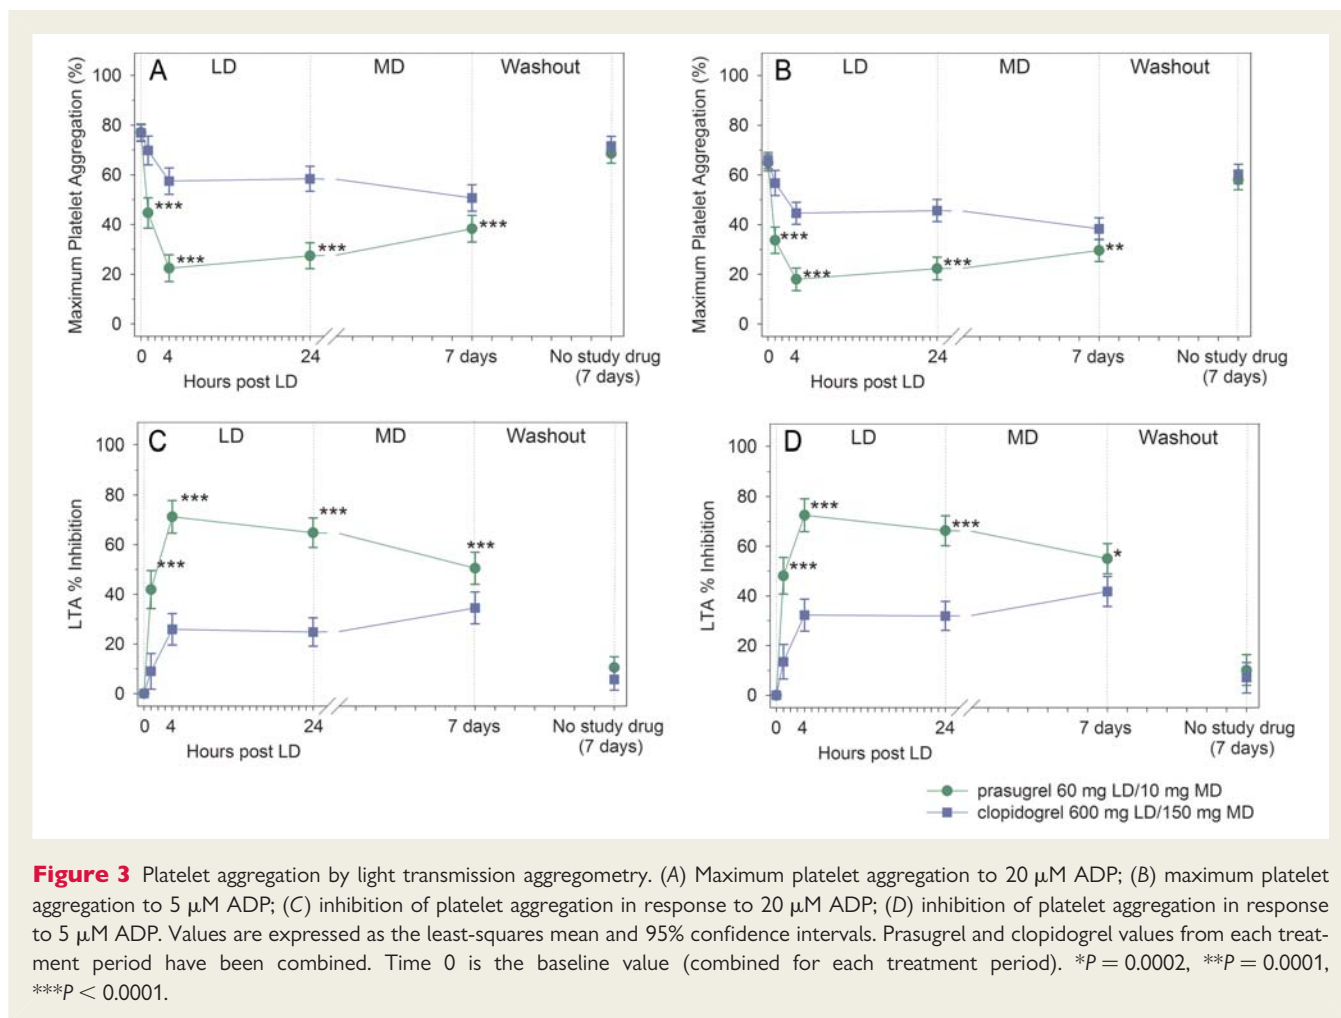 A LD MD Washout
Maximum Platelet Aggregation (%)
100
80
60
40
20
0
***
***
***
***
0 4 24 7 days No study drug
(7 days)
Hours post LD
B LD MD Washout
Maximum Platelet Aggregation (%)
100
80
60
40
20
0
***
***
***
**
0 4 24 7 days No study drug
(7 days)
Hours post LD
C LD MD Washout
LTA % Inhibition
100
80
60
40
20
0
***
***
***
***
0 4 24 7 days No study drug
(7 days)
Hours post LD
D LD MD Washout
LTA % Inhibition
100
80
60
40
20
0
***
***
***
*
0 4 24 7 days No study drug
(7 days)
Hours post LD
prasugrel 60 mg LD/10 mg MD
clopidogrel 600 mg LD/150 mg MD
Figure 3 Platelet aggregation by light transmission aggregometry. (A) Maximum platelet aggregation to 20 μM ADP; (B) maximum platelet
aggregation to 5 μM ADP; (C) inhibition of platelet aggregation in response to 20 μM ADP; (D) inhibition of platelet aggregation in response
to 5 μM ADP. Values are expressed as the least-squares mean and 95% confidence intervals. Prasugrel and clopidogrel values from each treat-
ment period have been combined. Time 0 is the baseline value (combined for each treatment period). *P = 0.0002, **P = 0.0001,
***P < 0.0001.